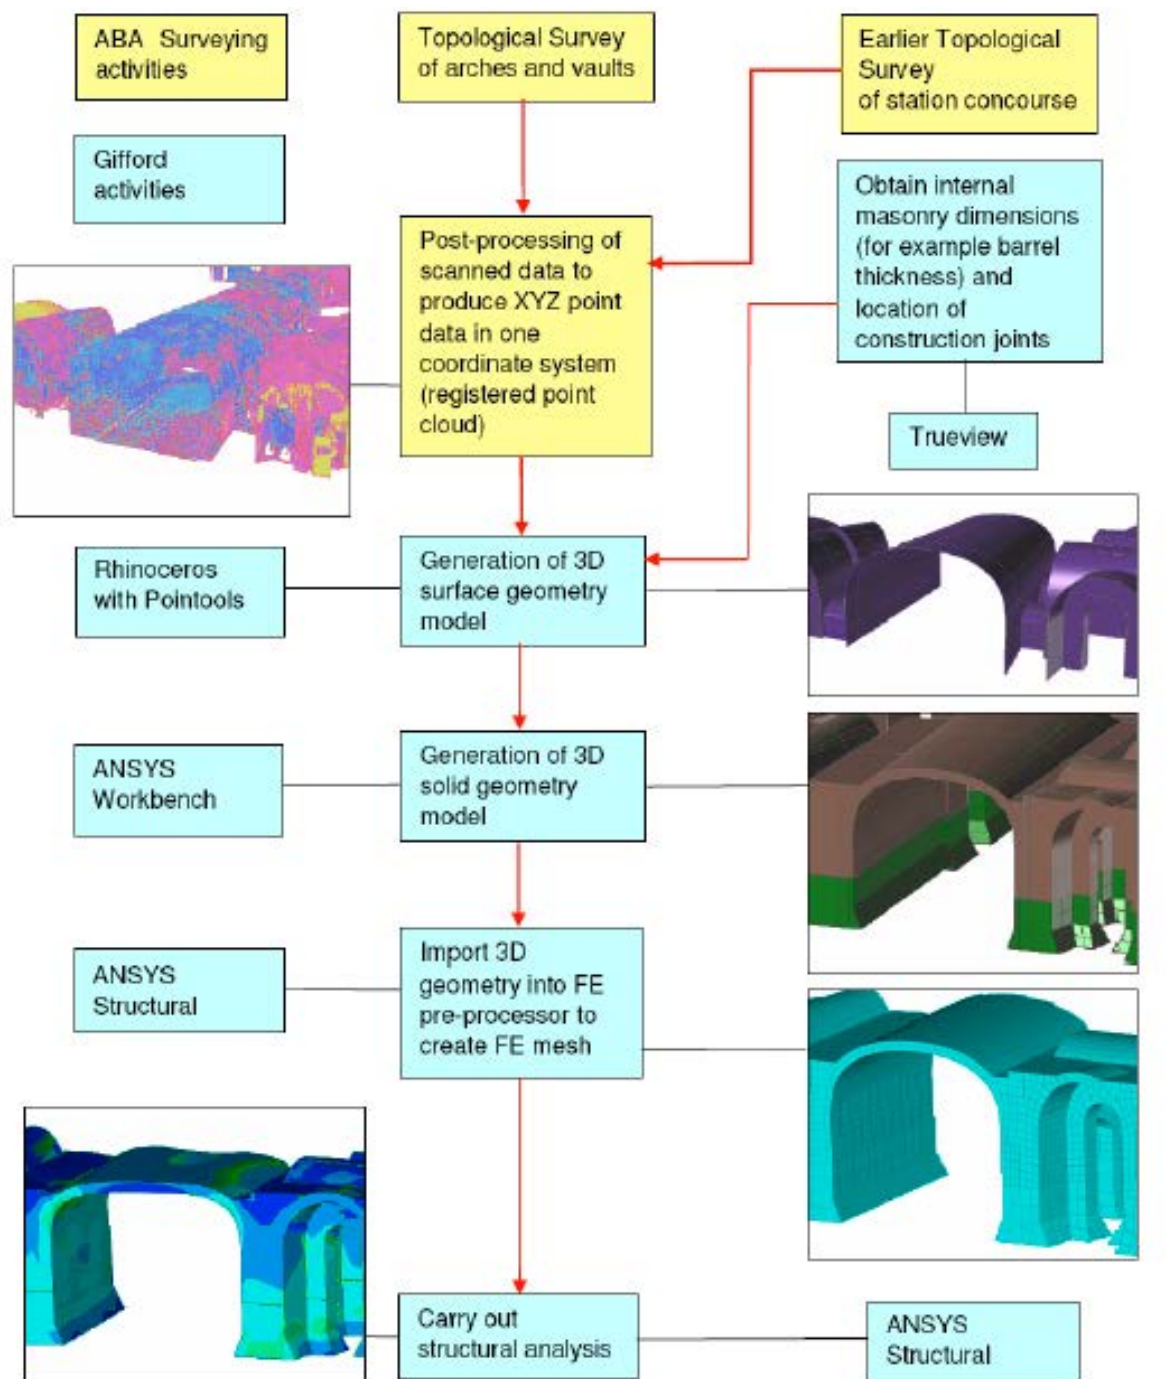 ABA Surveying
activities
Topological Survey
of arches and vaults
Earlier Topological
Survey
of station concourse
Gifford
activities
Obtain internal
masonry dimensions
(for example barrel
thickness) and
location of
construction joints
Post-processing of
scanned data to
produce XYZ point
data in one
coordinate system
(registered point
cloud)
Trueview
Rhinoceros
with Pointools
Generation of 3D
surface geometry
model
ANSYS
Workbench
Generation of 3D
solid geometry
model
ANSYS
Structural
Import 3D
geometry into FE
pre-processor to
create FE mesh
Carry out
structural analysis
ANSYS
Structural